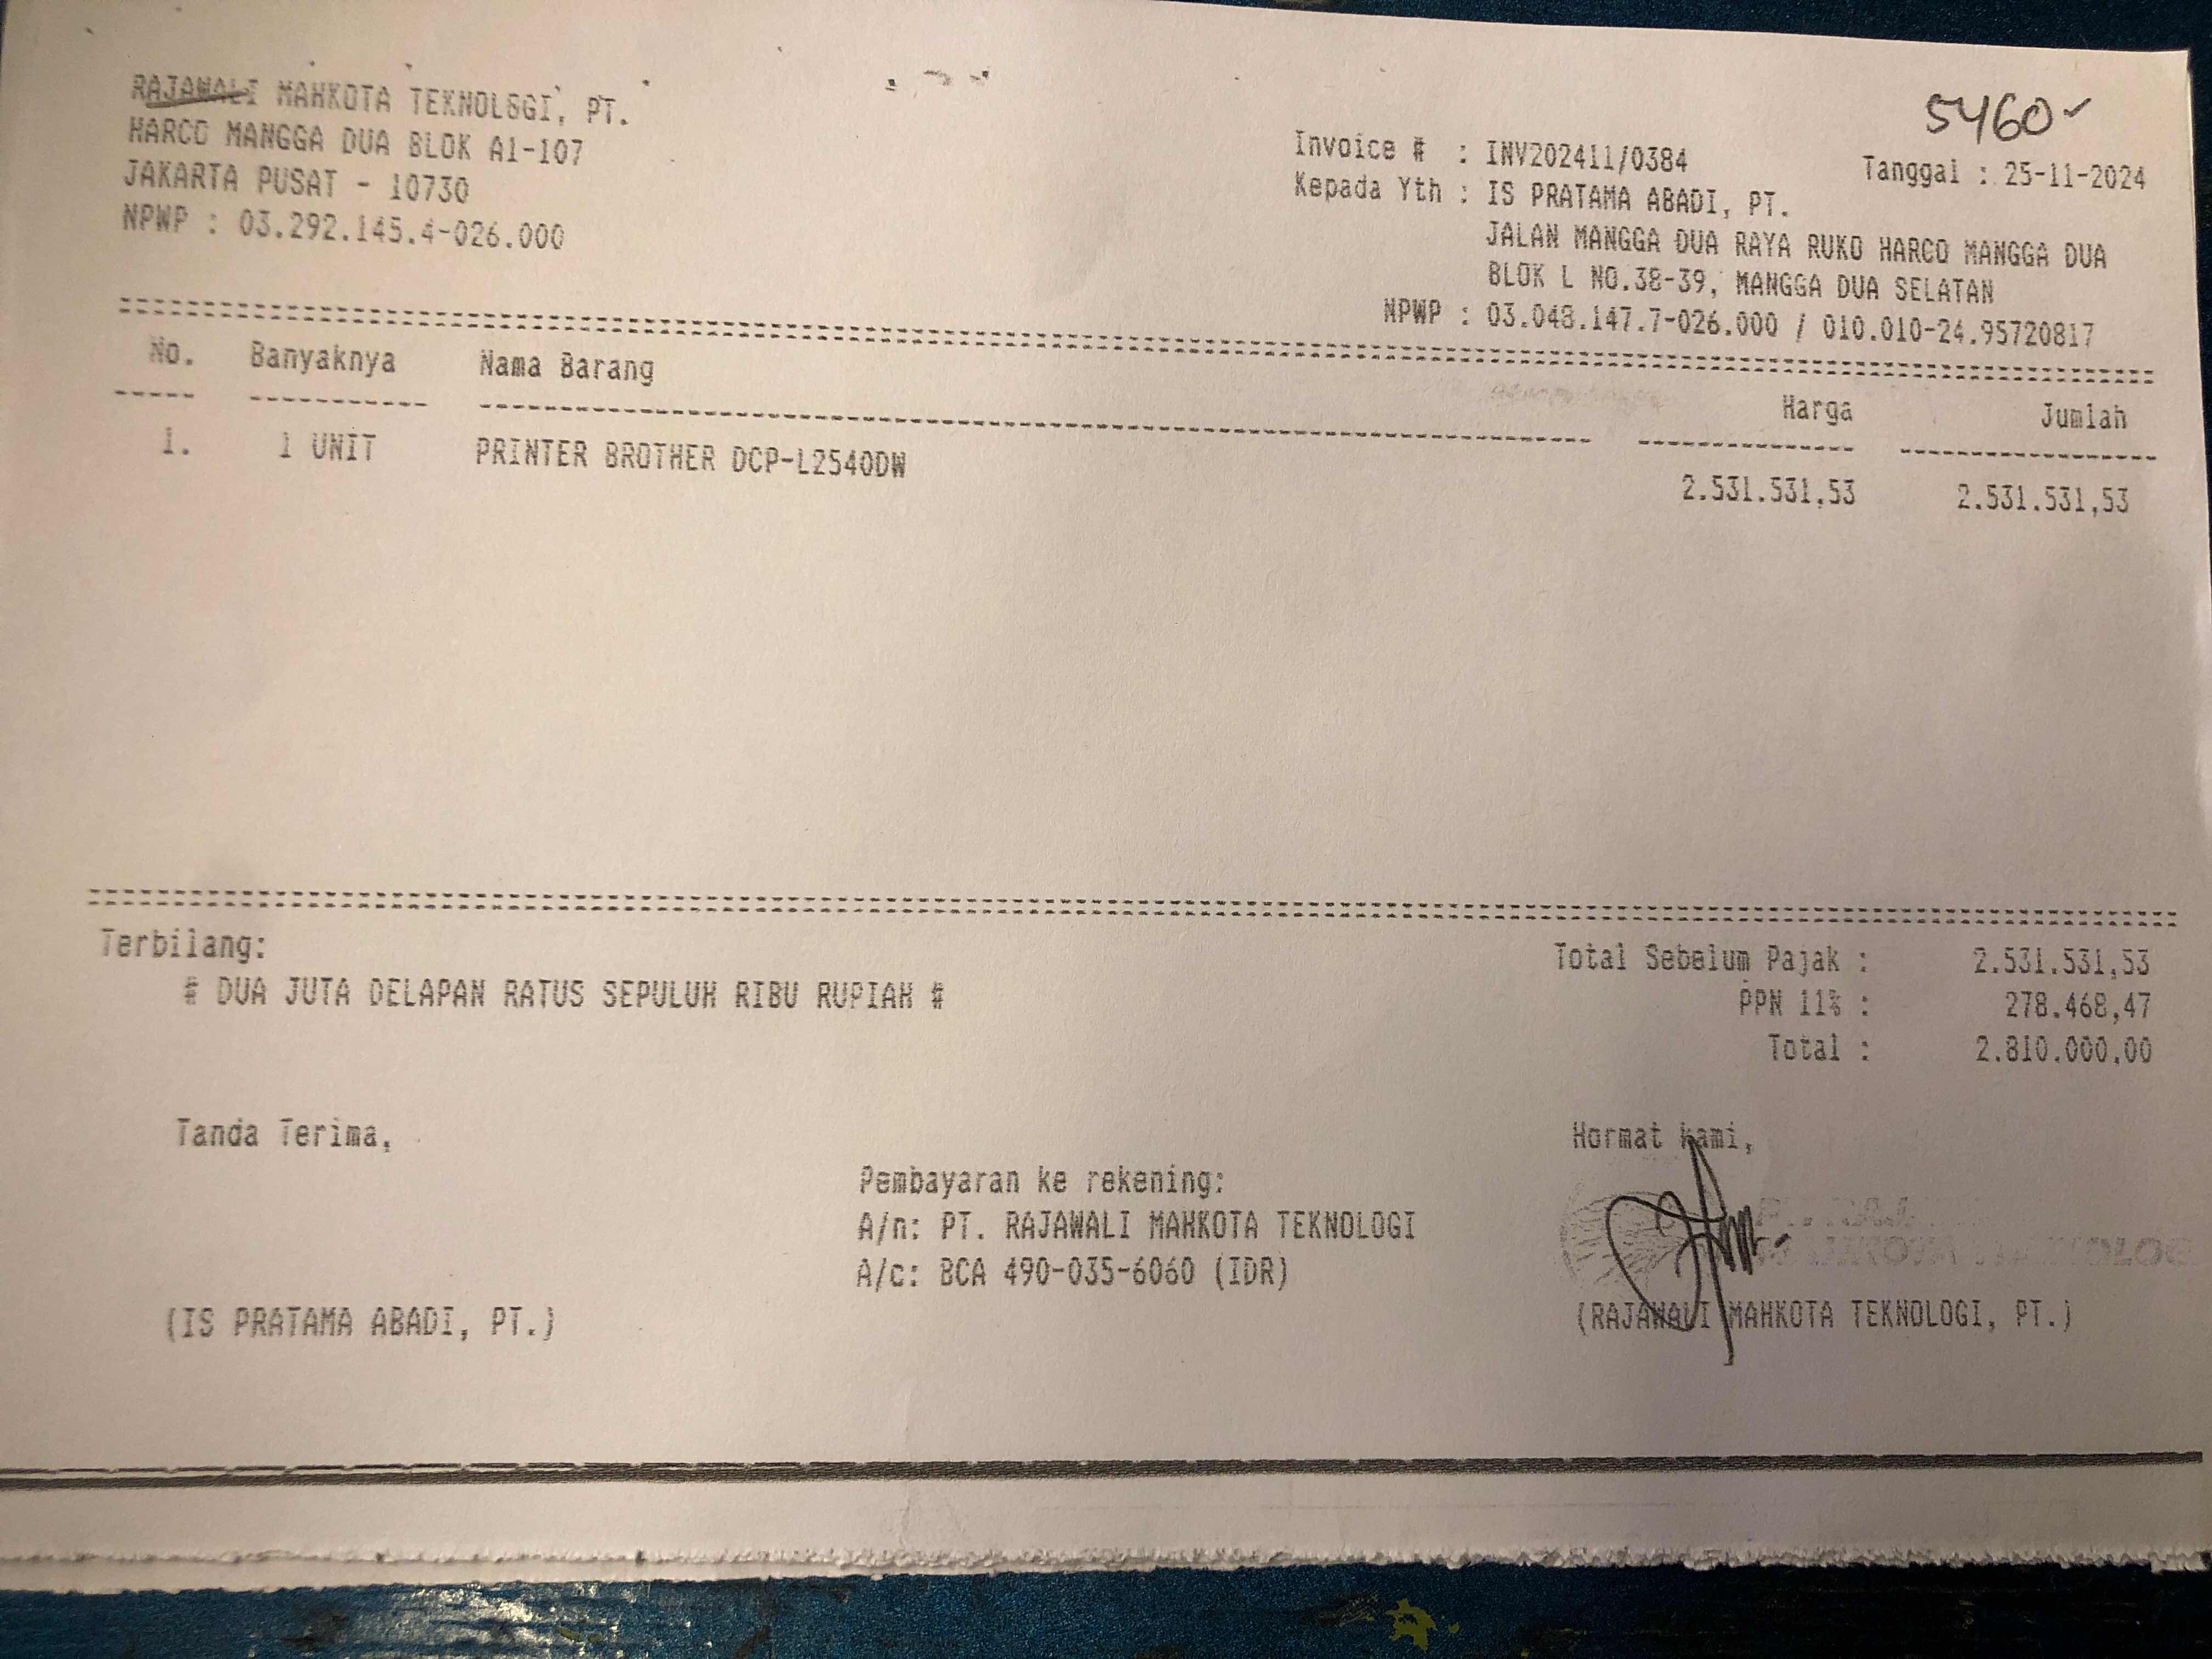 RAJAWALI MAHKOTA TEKNOLOGI, PT.
HARCO MANGGA DUA BLOK A1-107
JAKARTA PUSAT - 10730
NPWP : 03.292.145.4-026.000
5460
Invoice # : INV202411/0384 Tanggal : 25-11-2024
Kepada Yth : IS PRATAMA ABADI, PT.
JALAN MANGGA DUA RAYA RUKO HARCO MANGGA DUA
BLOK L NO.38-39, MANGGA DUA SELATAN
NPWP : 03.048.147.7-026.000 / 010.010-24.95720817
No. Banyaknya Nama Barang Harga Jumlah
1. 1 UNIT PRINTER BROTHER DCP-L2540DW 2.531.531,53 2.531.531,53
Terbilang:
# DUA JUTA DELAPAN RATUS SEPULUH RIBU RUPIAH #
Total Sebelum Pajak : 2.531.531,53
PPN 11% : 278.468,47
Total : 2.810.000,00
Tanda Terima,
(IS PRATAMA ABADI, PT.)
Pembayaran ke rekening:
A/n: PT. RAJAWALI MAHKOTA TEKNOLOGI
A/c: BCA 490-035-6060 (IDR)
Hormat kami,
(RAJAWALI MAHKOTA TEKNOLOGI, PT.)